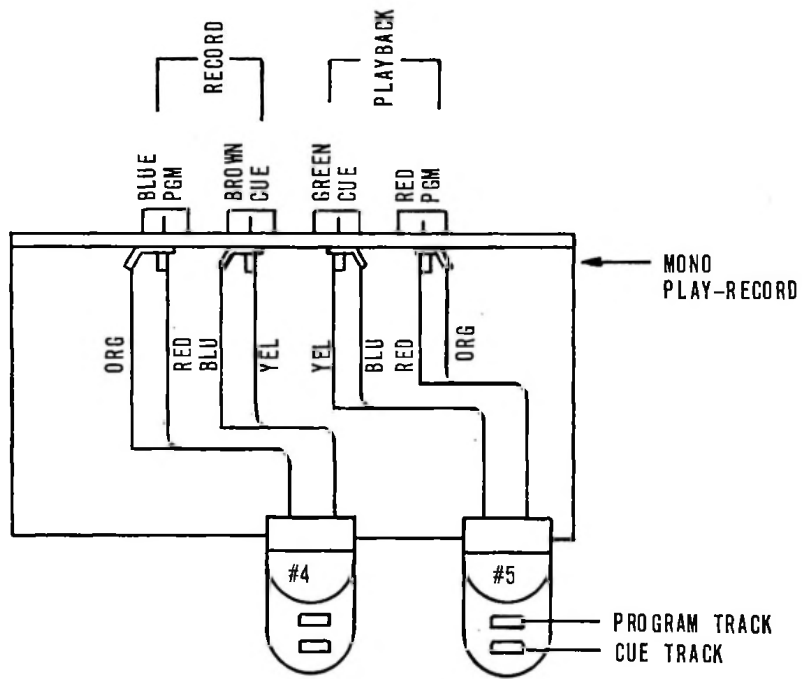 RECORD
PLAYBACK
BLUE
PGM
BROWN
CUE
GREEN
CUE
RED
PGM
MONO
PLAY-RECORD
ORG
RED
BLU
YEL
YEL
BLU
RED
ORG
#4
#5
PROGRAM TRACK
CUE TRACK